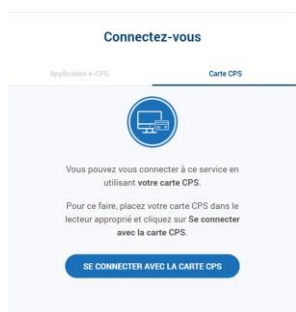 Connectez-vous
Application e-CPS
Carte CPS
Vous pouvez vous connecter à ce service en
utilisant votre carte CPS.
Pour ce faire, placez votre carte CPS dans le
lecteur approprié et cliquez sur Se connecter
avec la carte CPS.
SE CONNECTER AVEC LA CARTE CPS